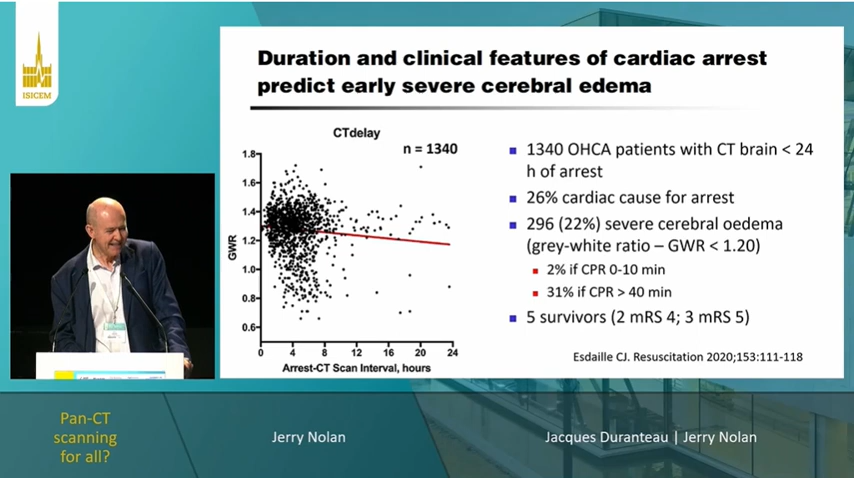 ISICEM
Duration and clinical features of cardiac arrest
predict early severe cerebral edema
CTdelay
n = 1340
1.8
1.6
1.4
1.2
1.0
0.8
0.6
GWR
0 4 8 12 16 20 24
Arrest-CT Scan Interval, hours
1340 OHCA patients with CT brain < 24
h of arrest
26% cardiac cause for arrest
296 (22%) severe cerebral oedema
(grey-white ratio – GWR < 1.20)
2% if CPR 0-10 min
31% if CPR > 40 min
5 survivors (2 mRS 4; 3 mRS 5)
Esdaille CJ. Resuscitation 2020;153:111-118
Pan-CT
scanning
for all?
Jerry Nolan
Jacques Duranteau | Jerry Nolan